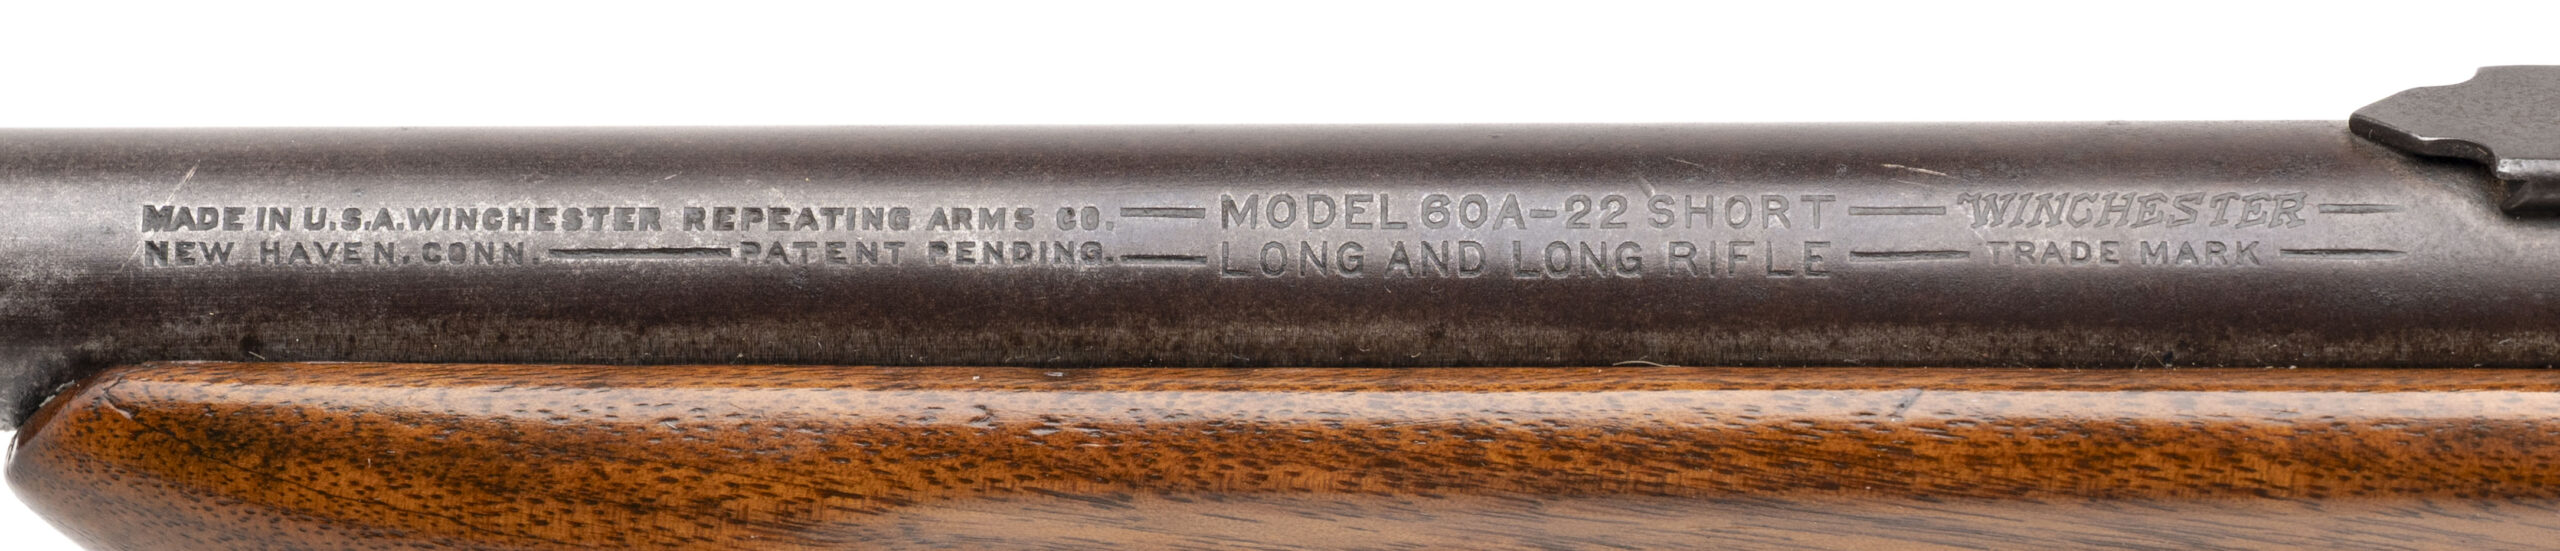 MADE IN U.S.A. WINCHESTER REPEATING ARMS CO. MODEL 60A-22 SHORT WINCHESTER
NEW HAVEN, CONN. PATENT PENDING. LONG AND LONG RIFLE TRADE MARK